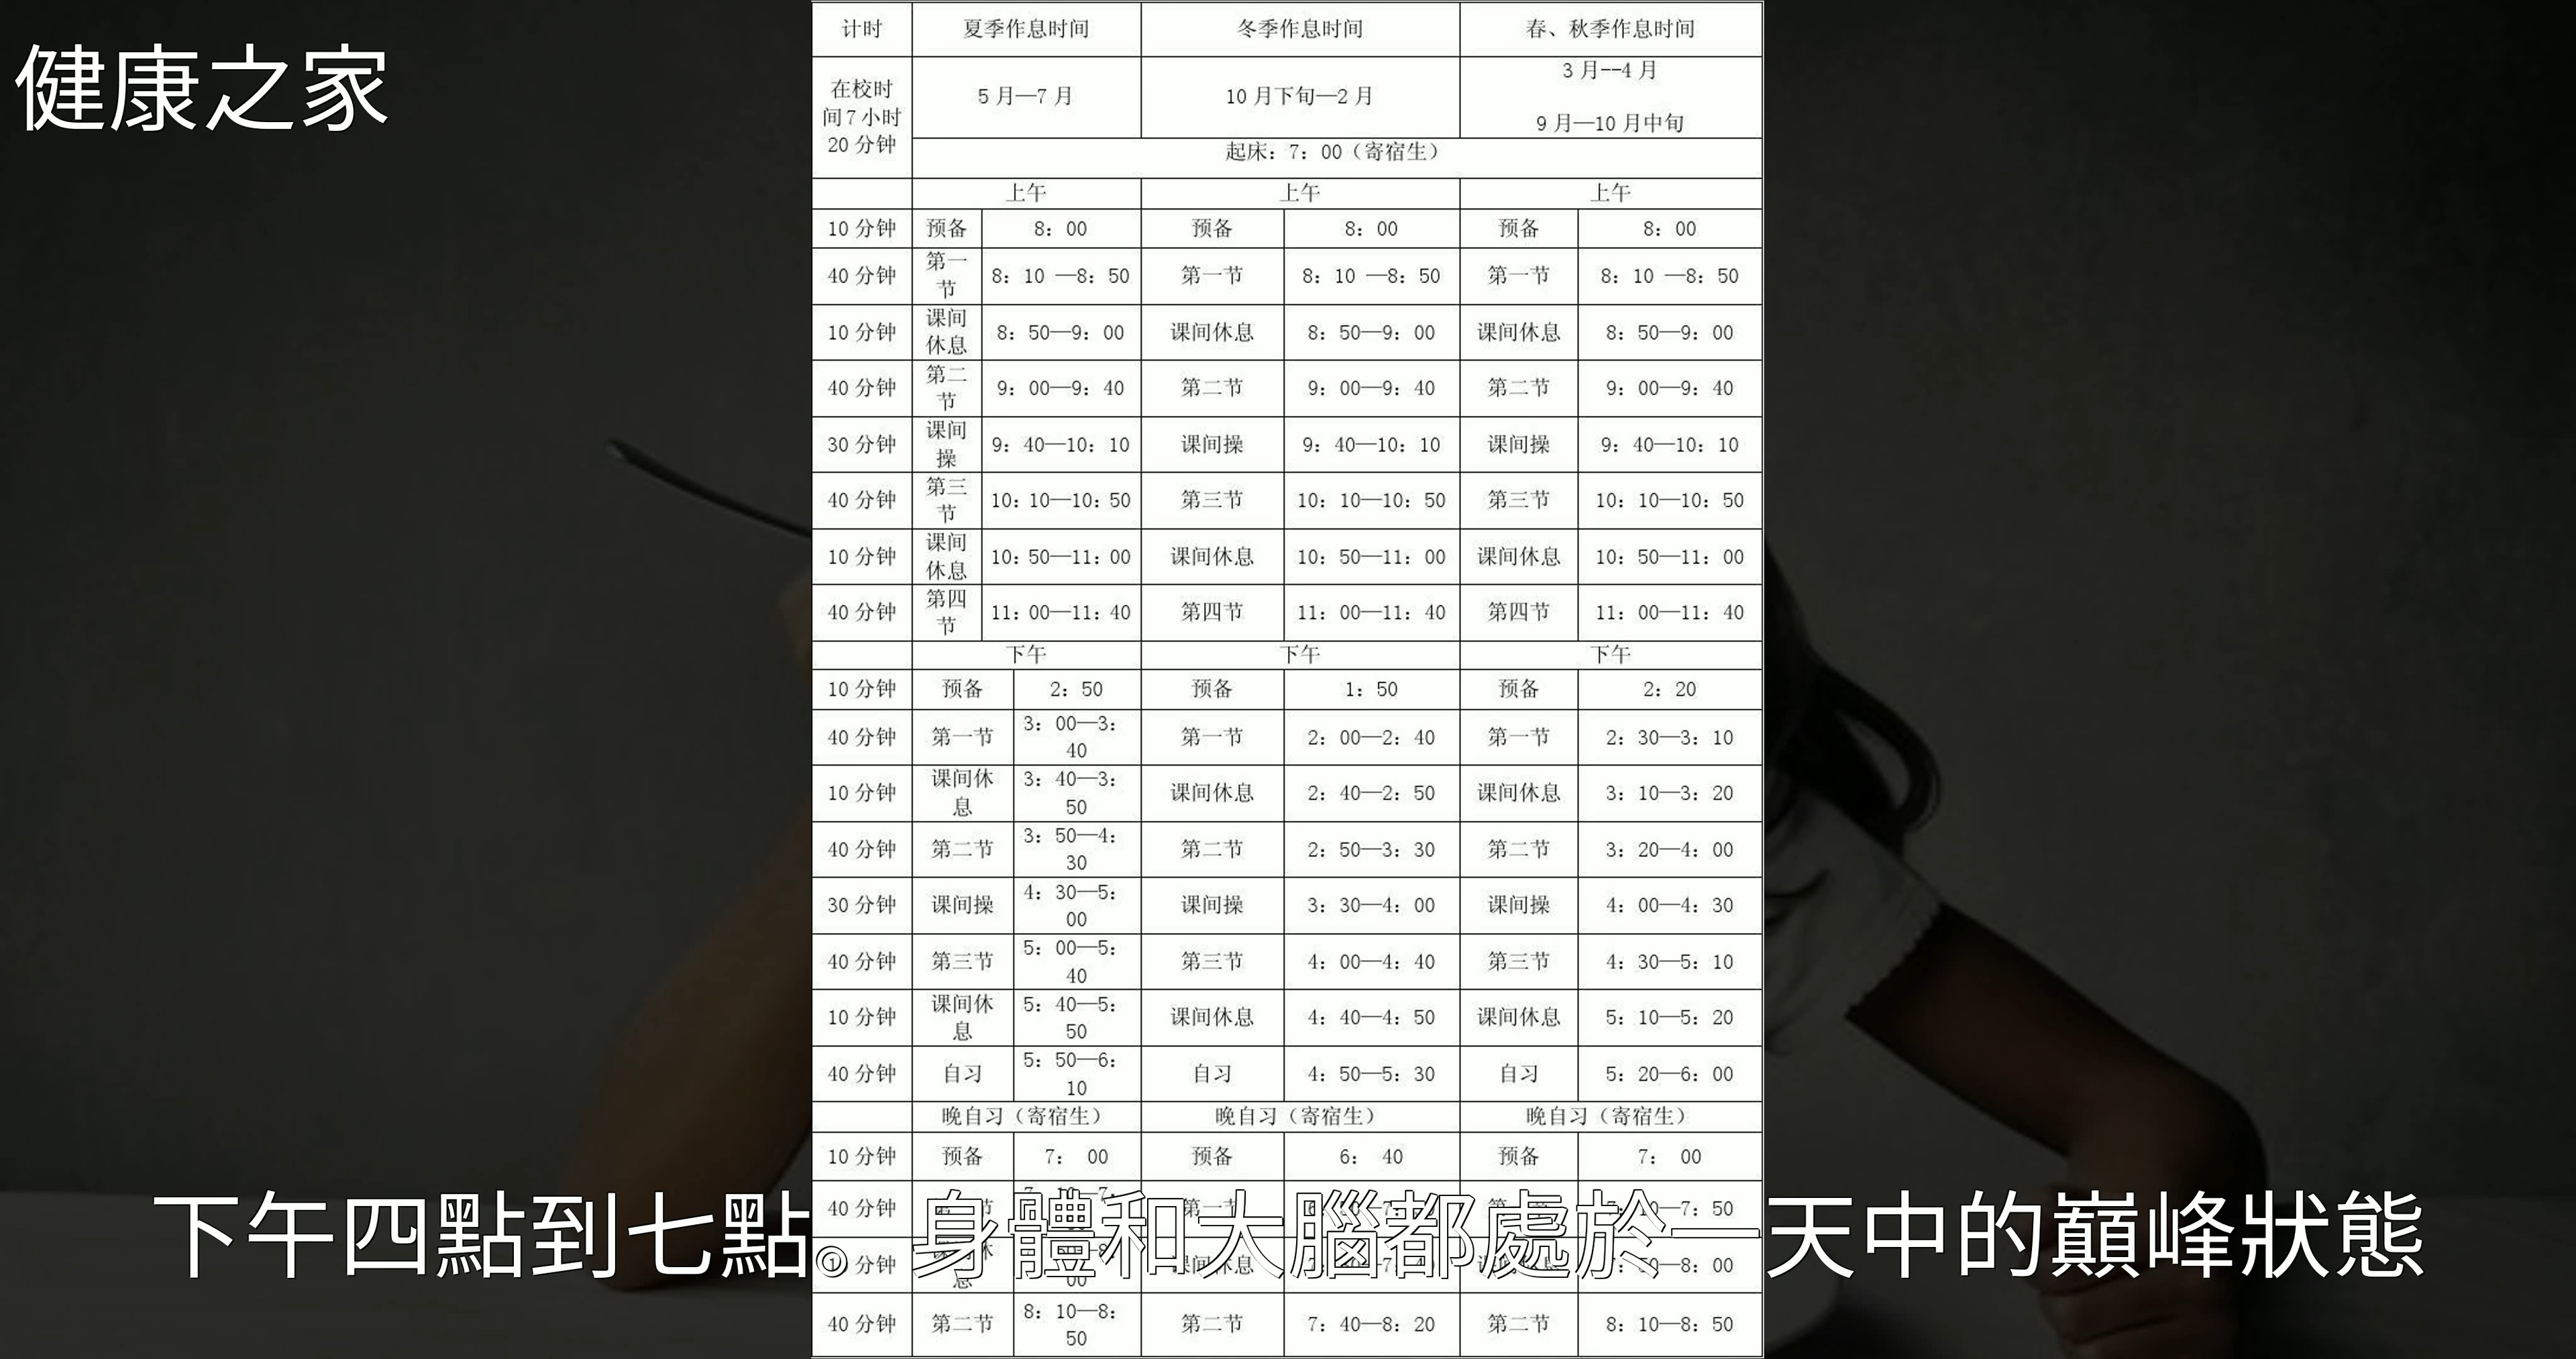 健康之家
计时 夏季作息时间 冬季作息时间 春、秋季作息时间
在校时间7小时20分钟 5月—7月 10月下旬—2月 3月--4月 9月—10月中旬
起床：7：00（寄宿生）
上午 上午 上午
10分钟 预备 8：00 预备 8：00 预备 8：00
40分钟 第一节 8：10 —8：50 第一节 8：10 —8：50 第一节 8：10 —8：50
10分钟 课间休息 8：50—9：00 课间休息 8：50—9：00 课间休息 8：50—9：00
40分钟 第二节 9：00—9：40 第二节 9：00—9：40 第二节 9：00—9：40
30分钟 课间操 9：40—10：10 课间操 9：40—10：10 课间操 9：40—10：10
40分钟 第三节 10：10—10：50 第三节 10：10—10：50 第三节 10：10—10：50
10分钟 课间休息 10：50—11：00 课间休息 10：50—11：00 课间休息 10：50—11：00
40分钟 第四节 11：00—11：40 第四节 11：00—11：40 第四节 11：00—11：40
下午 下午 下午
10分钟 预备 2：50 预备 1：50 预备 2：20
40分钟 第一节 3：00—3：40 第一节 2：00—2：40 第一节 2：30—3：10
10分钟 课间休息 3：40—3：50 课间休息 2：40—2：50 课间休息 3：10—3：20
40分钟 第二节 3：50—4：30 第二节 2：50—3：30 第二节 3：20—4：00
30分钟 课间操 4：30—5：00 课间操 3：30—4：00 课间操 4：00—4：30
40分钟 第三节 5：00—5：40 第三节 4：00—4：40 第三节 4：30—5：10
10分钟 课间休息 5：40—5：50 课间休息 4：40—4：50 课间休息 5：10—5：20
40分钟 自习 5：50—6：10 自习 4：50—5：30 自习 5：20—6：00
晚自习（寄宿生） 晚自习（寄宿生） 晚自习（寄宿生）
10分钟 预备 7： 00 预备 6： 40 预备 7： 00
40分钟
下午四點到七點。身體和大腦都處於一天中的巔峰狀態
40分钟 第二节 8：10—8：50 第二节 7：40—8：20 第二节 8：10—8：50